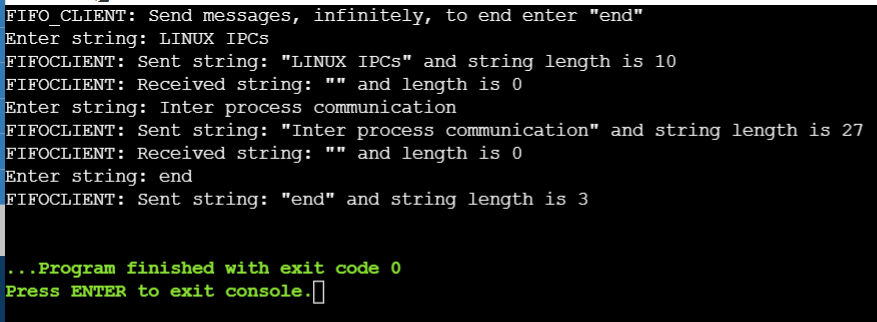 FIFO_CLIENT: Send messages, infinitely, to end enter "end"
Enter string: LINUX IPCs
FIFOCLIENT: Sent string: "LINUX IPCs" and string length is 10
FIFOCLIENT: Received string: "" and length is 0
Enter string: Inter process communication
FIFOCLIENT: Sent string: "Inter process communication" and string length is 27
FIFOCLIENT: Received string: "" and length is 0
Enter string: end
FIFOCLIENT: Sent string: "end" and string length is 3
...Program finished with exit code 0
Press ENTER to exit console.